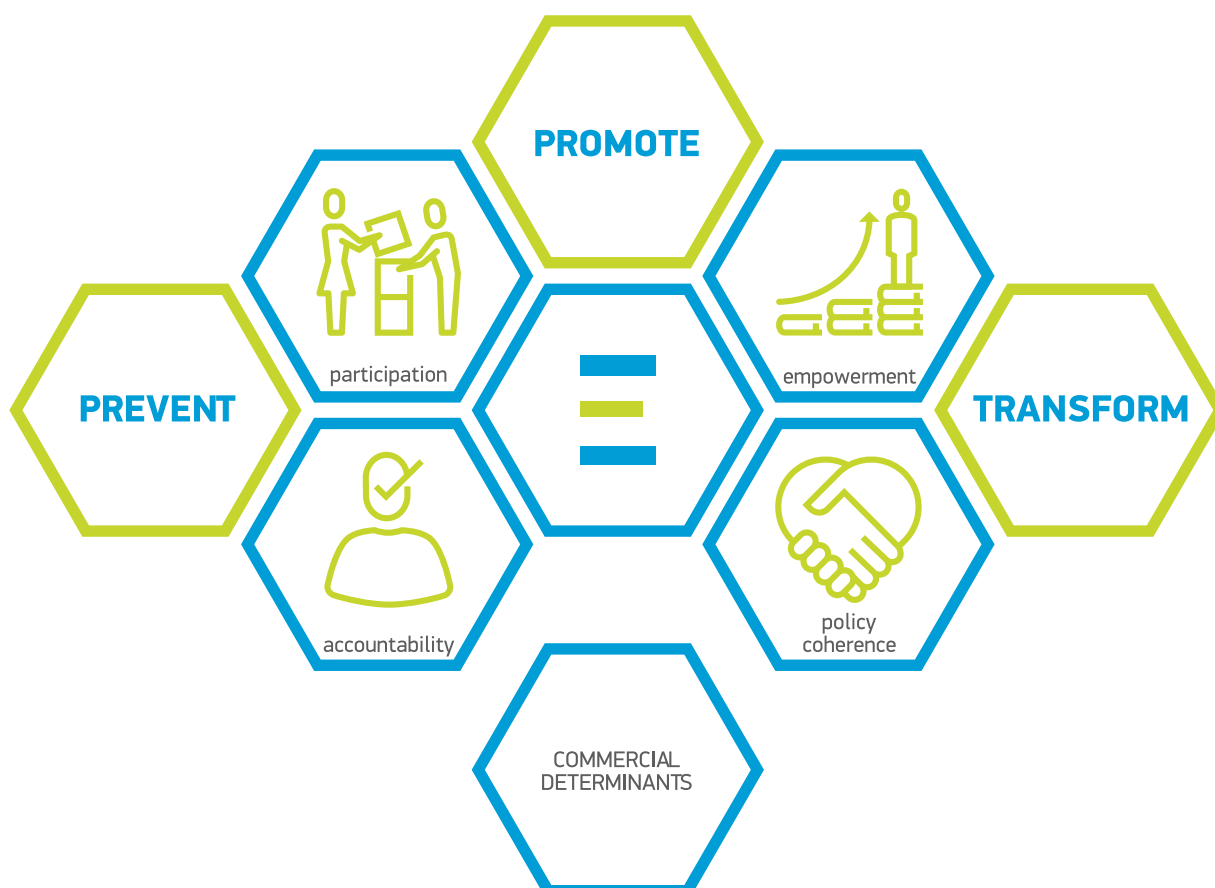 PROMOTE
participation
empowerment
PREVENT
TRANSFORM
accountability
policy
coherence
COMMERCIAL
DETERMINANTS